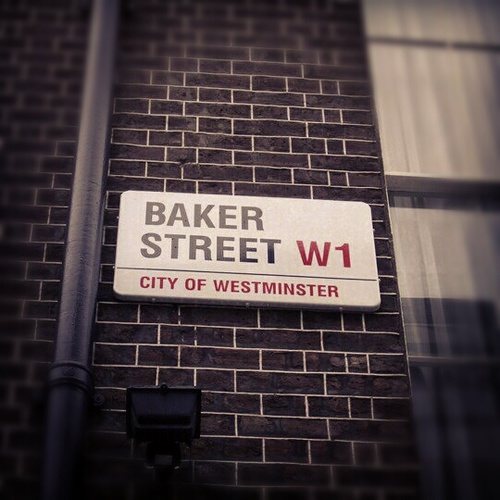 BAKER
STREET W1
CITY OF WESTMINSTER